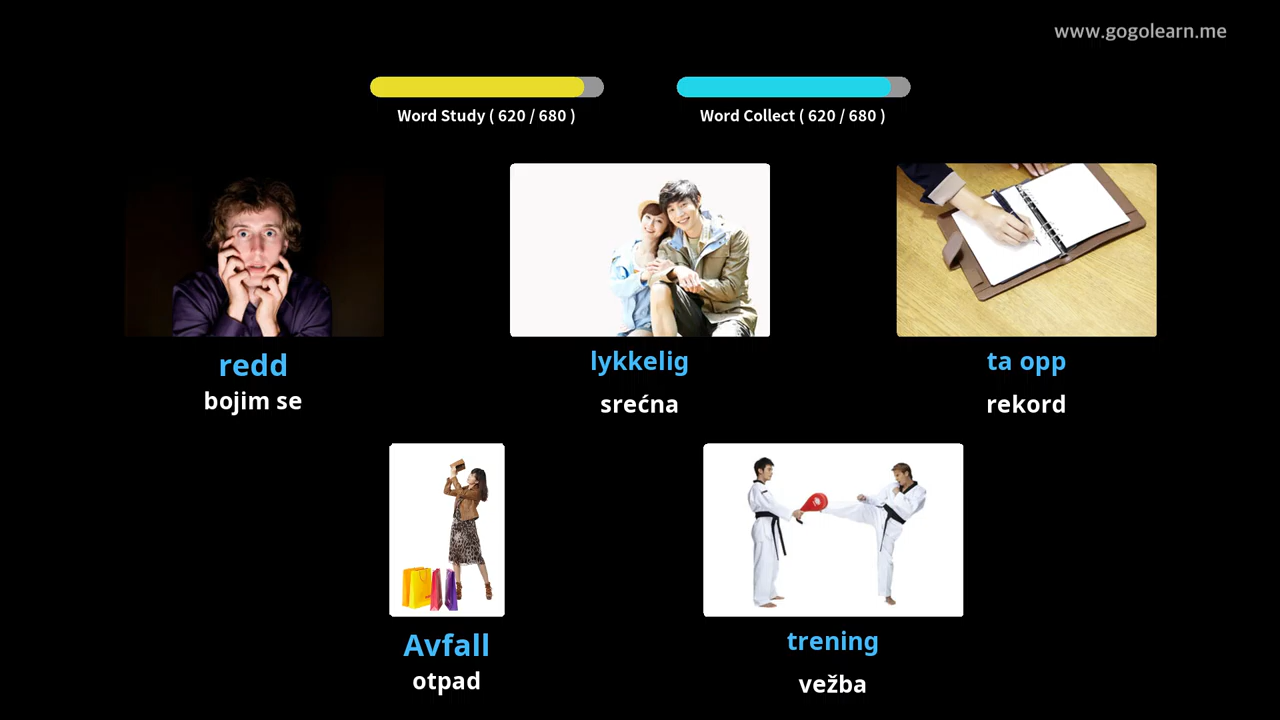 www.gogolearn.me
Word Study ( 620 / 680 )
Word Collect ( 620 / 680 )
redd
bojim se
lykkelig
srećna
ta opp
rekord
Avfall
otpad
trening
vežba